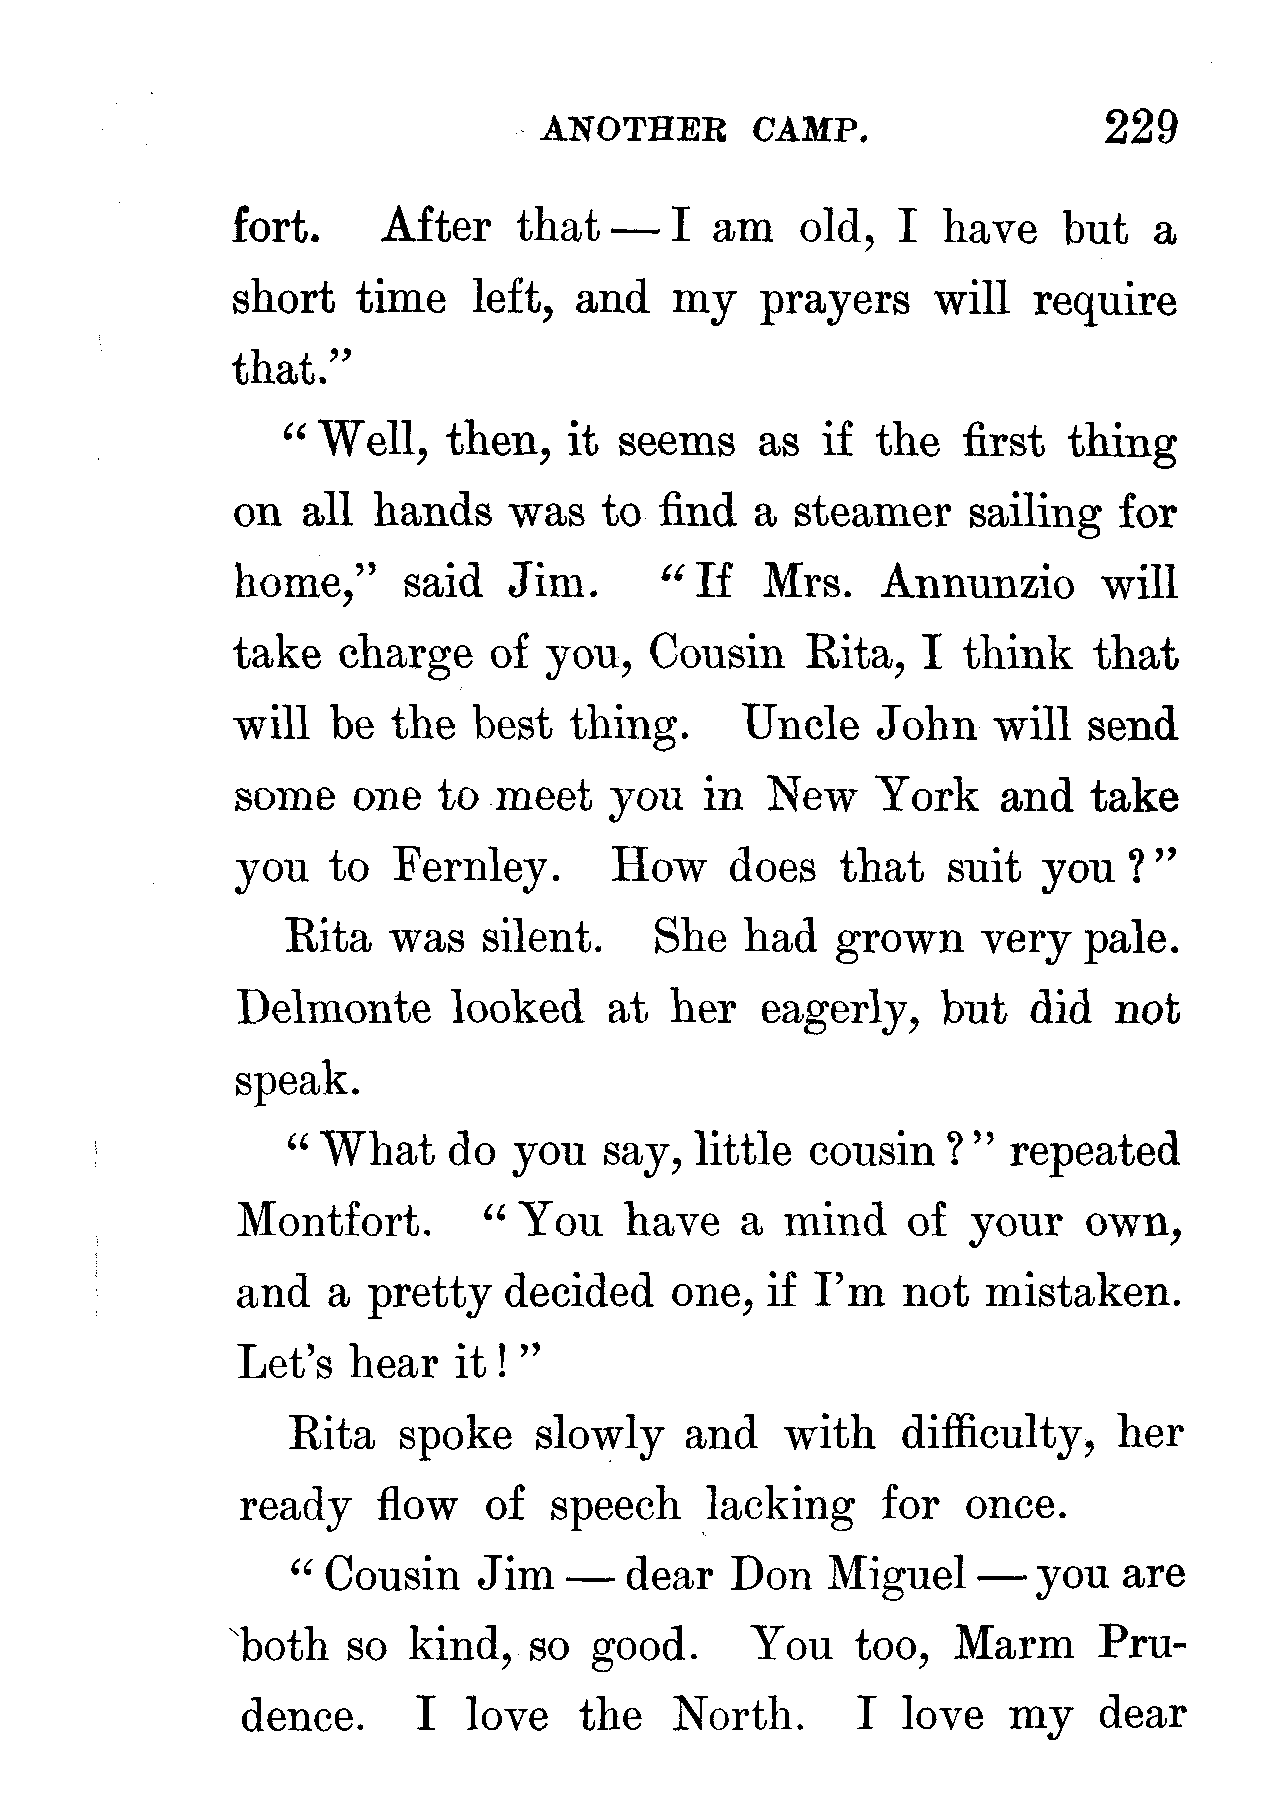 ANOTHER CAMP. 229
fort. After that — I am old, I have but a
short time left, and my prayers will require
that."
"Well, then, it seems as if the first thing
on all hands was to find a steamer sailing for
home," said Jim. "If Mrs. Annunzio will
take charge of you, Cousin Rita, I think that
will be the best thing. Uncle John will send
some one to meet you in New York and take
you to Fernley. How does that suit you?"
Rita was silent. She had grown very pale.
Delmonte looked at her eagerly, but did not
speak.
"What do you say, little cousin?" repeated
Montfort. "You have a mind of your own,
and a pretty decided one, if I'm not mistaken.
Let's hear it!"
Rita spoke slowly and with difficulty, her
ready flow of speech lacking for once.
"Cousin Jim — dear Don Miguel — you are
both so kind, so good. You too, Marm Pru-
dence. I love the North. I love my dear